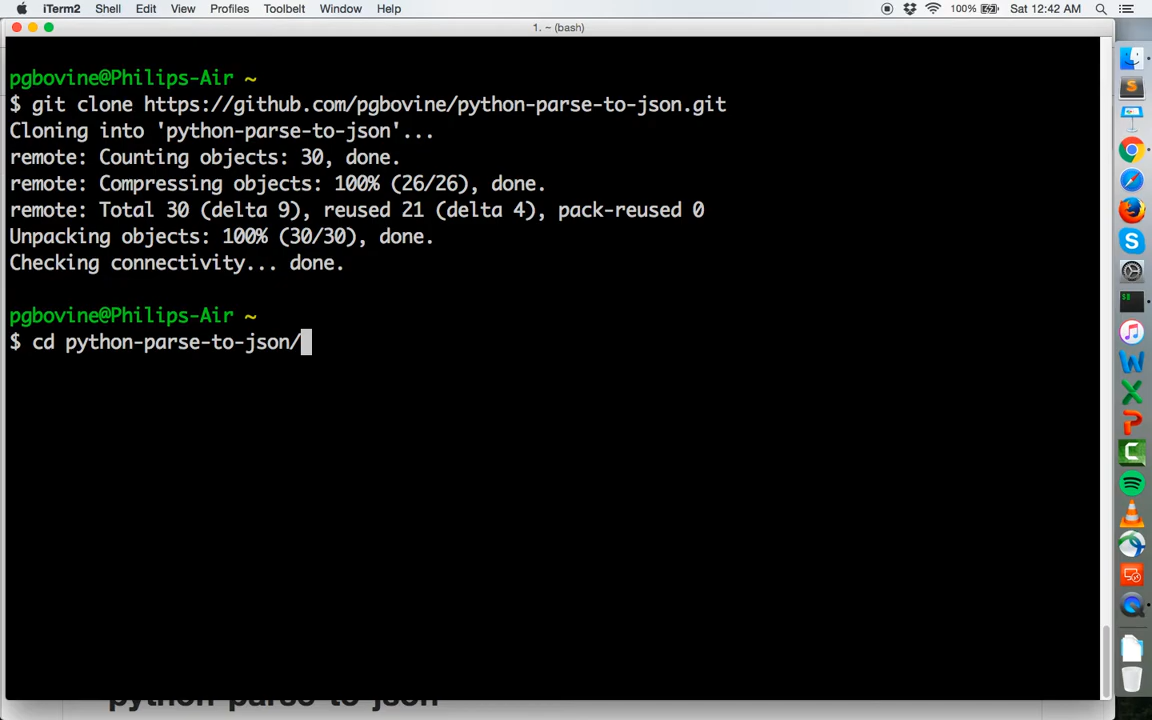 iTerm2 Shell Edit View Profiles Toolbelt Window Help 100% Sat 12:42 AM
1. ~ (bash)
pgbovine@Philips-Air ~
$ git clone https://github.com/pgbovine/python-parse-to-json.git
Cloning into 'python-parse-to-json'...
remote: Counting objects: 30, done.
remote: Compressing objects: 100% (26/26), done.
remote: Total 30 (delta 9), reused 21 (delta 4), pack-reused 0
Unpacking objects: 100% (30/30), done.
Checking connectivity... done.
pgbovine@Philips-Air ~
$ cd python-parse-to-json/
python-parse-to-json